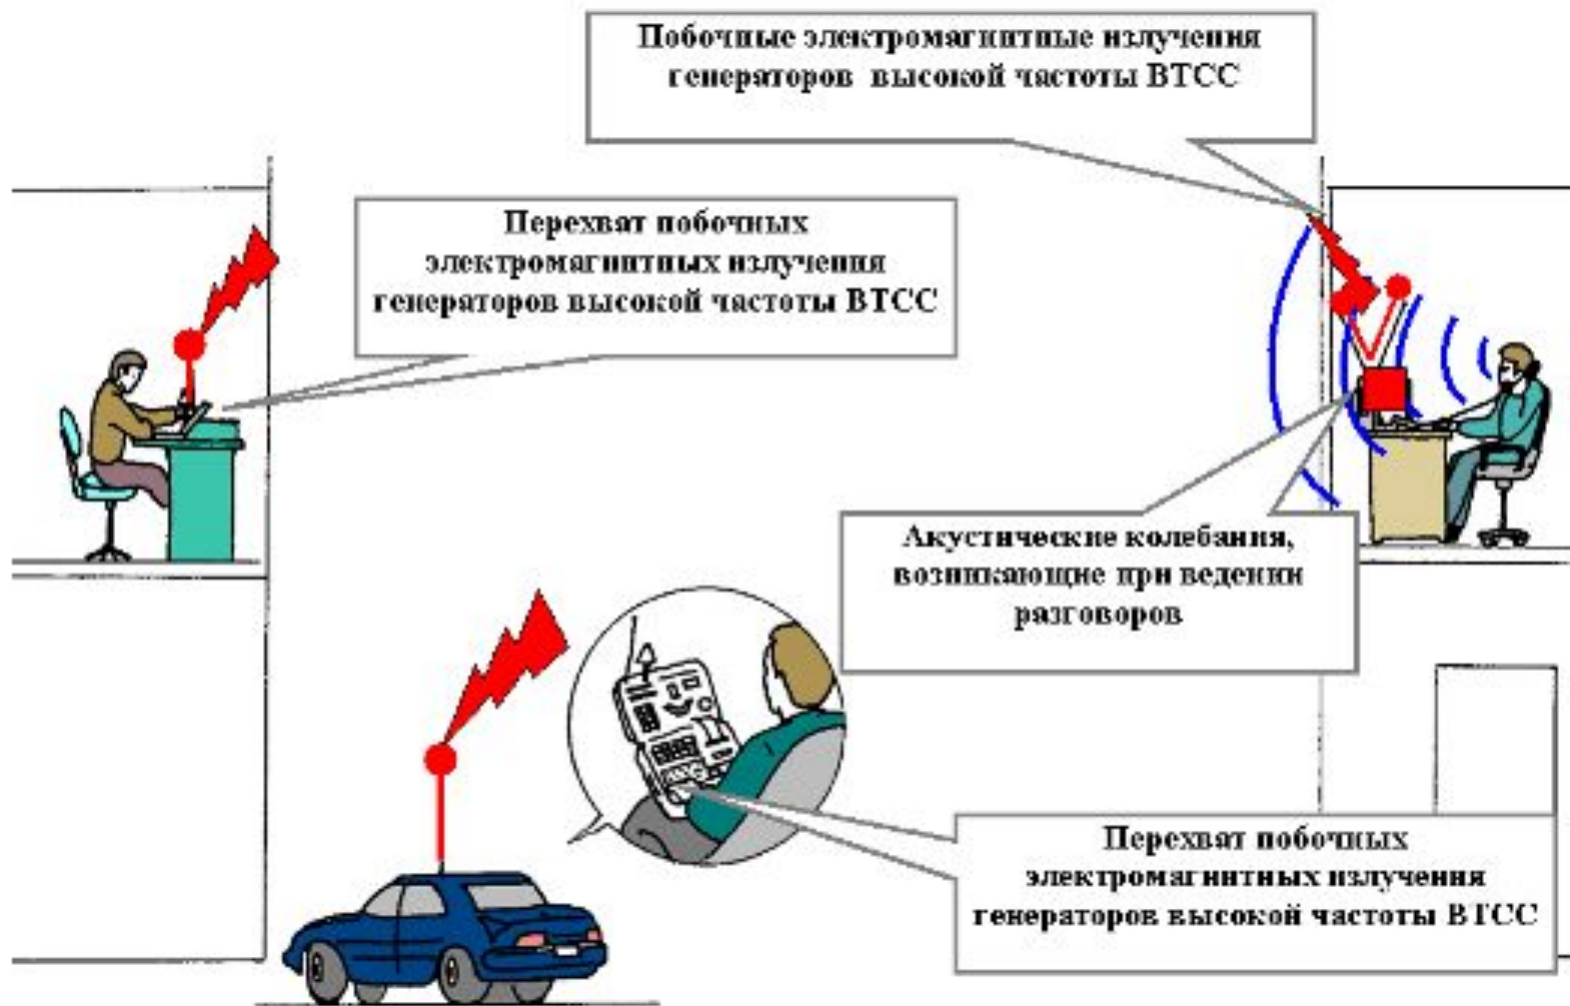 Побочные электромагнитные излучения
генераторов высокой частоты ВТСС
Перехват побочных
электромагнитных излучения
генераторов высокой частоты ВТСС
Акустические колебания,
возникающие при ведении
разговоров
Перехват побочных
электромагнитных излучения
генераторов высокой частоты ВТСС